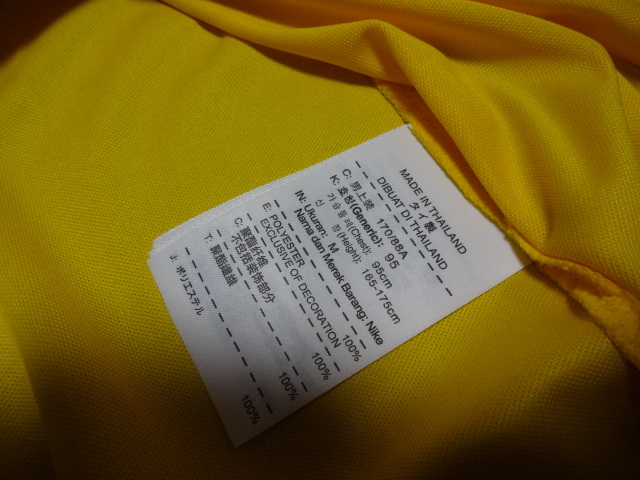 MADE IN THAILAND
タイ製
DIBUAT DI THAILAND
C: 男上装 170/88A
K: 호칭(Generic): 95
가슴둘레(Chest): 95cm
신 장(Height): 165-175cm
IN: Ukuran: M
Nama dan Merek Barang: Nike
E: POLYESTER 100%
EXCLUSIVE OF DECORATION
C: 聚酯纤维 100%
不包括装饰部分
T: 聚酯纖維 100%
J: ポリエステル 100%